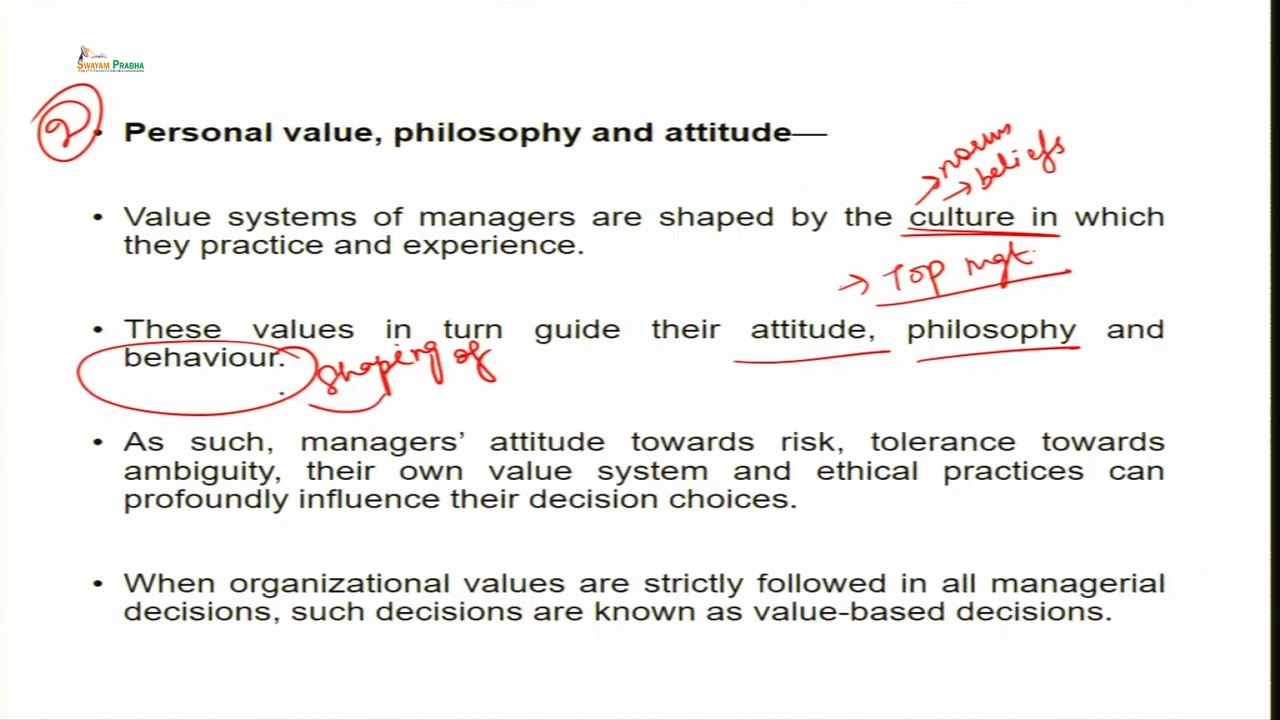 SWAYAM PRABHA
2
• Personal value, philosophy and attitude—
→ norms
→ beliefs
• Value systems of managers are shaped by the culture in which
they practice and experience.
→ Top mgt.
• These values in turn guide their attitude, philosophy and
behaviour. shaping of
• As such, managers’ attitude towards risk, tolerance towards
ambiguity, their own value system and ethical practices can
profoundly influence their decision choices.
• When organizational values are strictly followed in all managerial
decisions, such decisions are known as value-based decisions.